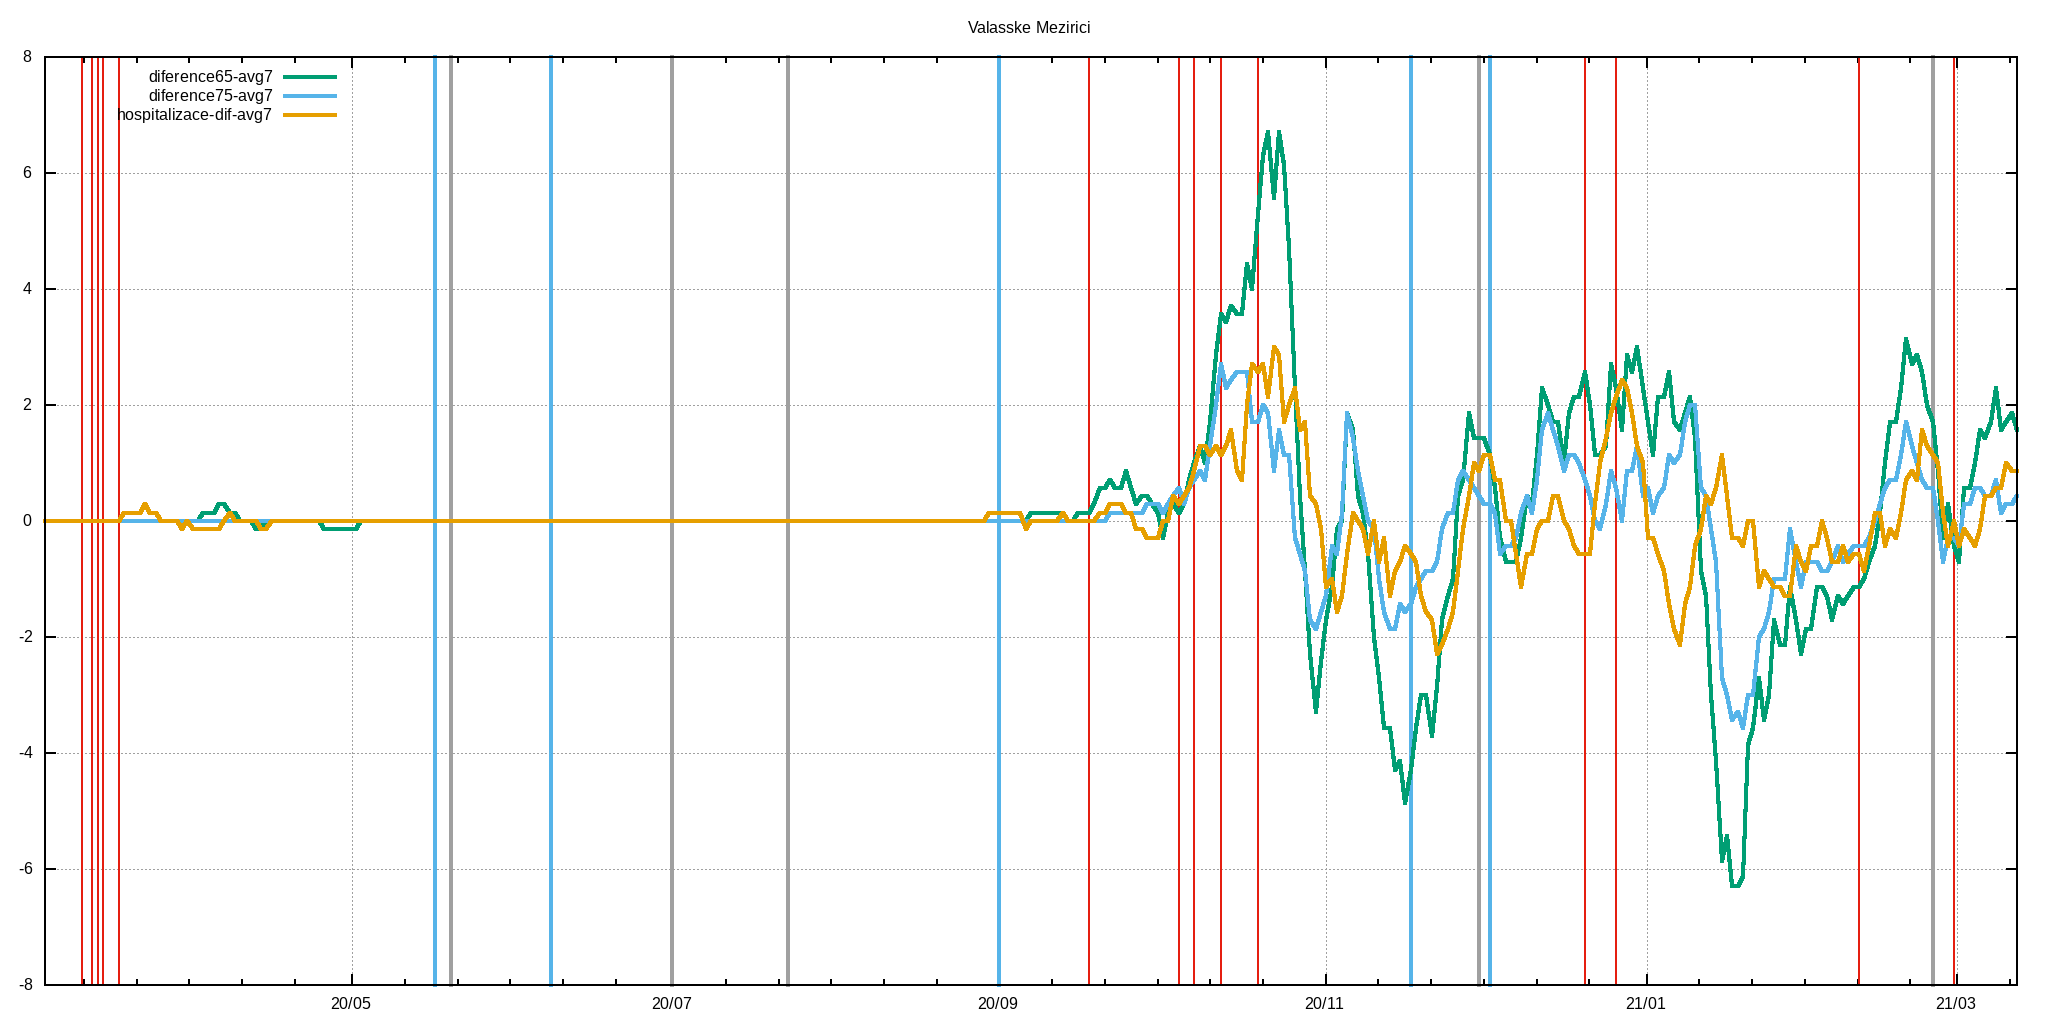 Valasske Mezirici
8
diference65-avg7
diference75-avg7
hospitalizace-dif-avg7
6
4
2
0
-2
-4
-6
-8
20/05 20/07 20/09 20/11 21/01 21/03